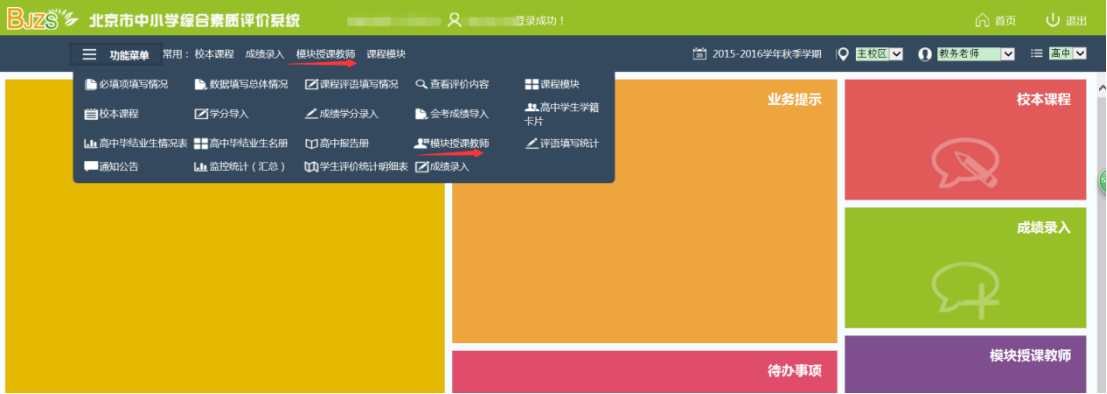 BJZS 北京市中小学综合素质评价系统 登录成功！ 首页 退出
功能菜单 常用： 校本课程 成绩录入 模块授课教师 课程模块 2015-2016学年秋季学期 主校区 教务老师 高中
必填项填写情况 数据填写总体情况 课程评语填写情况 查看评价内容 课程模块
校本课程 学分导入 成绩学分录入 会考成绩导入 高中学生学籍
卡片
高中毕结业生情况表 高中毕结业生名册 高中报告册 模块授课教师 评语填写统计
通知公告 监控统计（汇总） 学生评价统计明细表 成绩录入
业务提示
校本课程
成绩录入
模块授课教师
待办事项